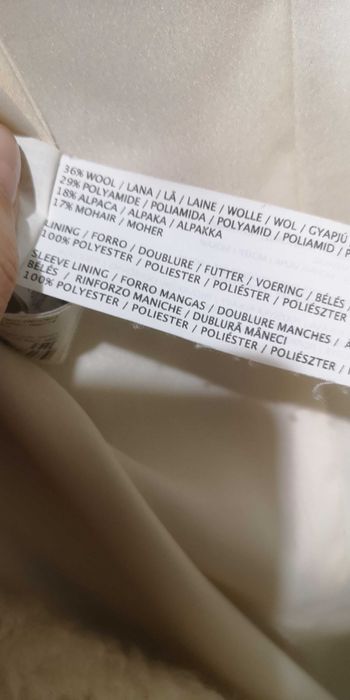 36% WOOL / LANA / LÃ / LAINE / WOLLE / WOL / GYAPJÚ
29% POLYAMIDE / POLIAMIDA / POLYAMID / POLIAMID /
18% ALPACA / ALPAKA / ALPAKKA
17% MOHAIR / MOHER
LINING / FORRO / DOUBLURE / FUTTER / VOERING / BÉLÉS /
100% POLYESTER / POLIESTER / POLIÉSTER / POLIÉSZTER
SLEEVE LINING / FORRO MANGAS / DOUBLURE MANCHES /
BÉLÉS / RINFORZO MANICHE / DUBLURĂ MÂNECI
100% POLYESTER / POLIESTER / POLIÉSTER / POLIÉSZTER /